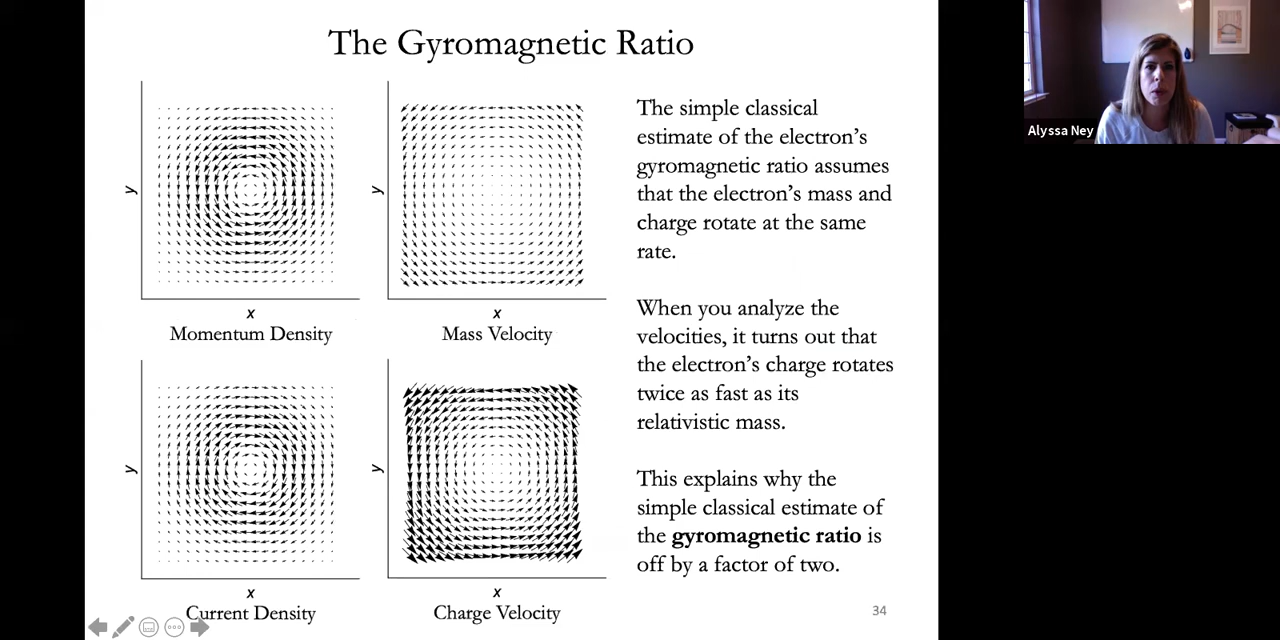 The Gyromagnetic Ratio
y
x
Momentum Density
y
x
Mass Velocity
y
x
Current Density
y
x
Charge Velocity
The simple classical
estimate of the electron’s
gyromagnetic ratio assumes
that the electron’s mass and
charge rotate at the same
rate.
When you analyze the
velocities, it turns out that
the electron’s charge rotates
twice as fast as its
relativistic mass.
This explains why the
simple classical estimate of
the gyromagnetic ratio is
off by a factor of two.
34
Alyssa Ney